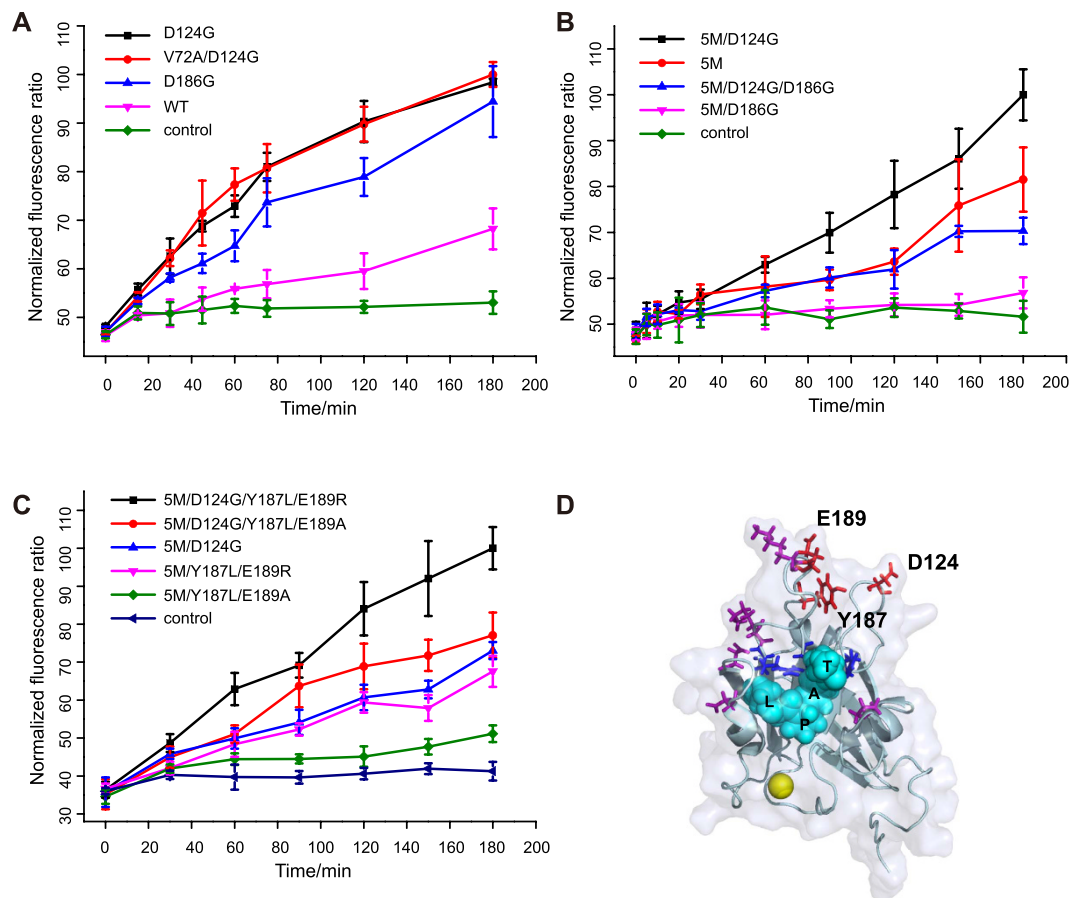 A
D124G
V72A/D124G
D186G
WT
control
Normalized fluorescence ratio
110
100
90
80
70
60
50
0 20 40 60 80 100 120 140 160 180 200
Time/min
B
5M/D124G
5M
5M/D124G/D186G
5M/D186G
control
Normalized fluorescence ratio
110
100
90
80
70
60
50
0 20 40 60 80 100 120 140 160 180 200
Time/min
C
5M/D124G/Y187L/E189R
5M/D124G/Y187L/E189A
5M/D124G
5M/Y187L/E189R
5M/Y187L/E189A
control
Normalized fluorescence ratio
110
100
90
80
70
60
50
40
30
0 20 40 60 80 100 120 140 160 180 200
Time/min
D
E189
D124
Y187
T
A
L
P